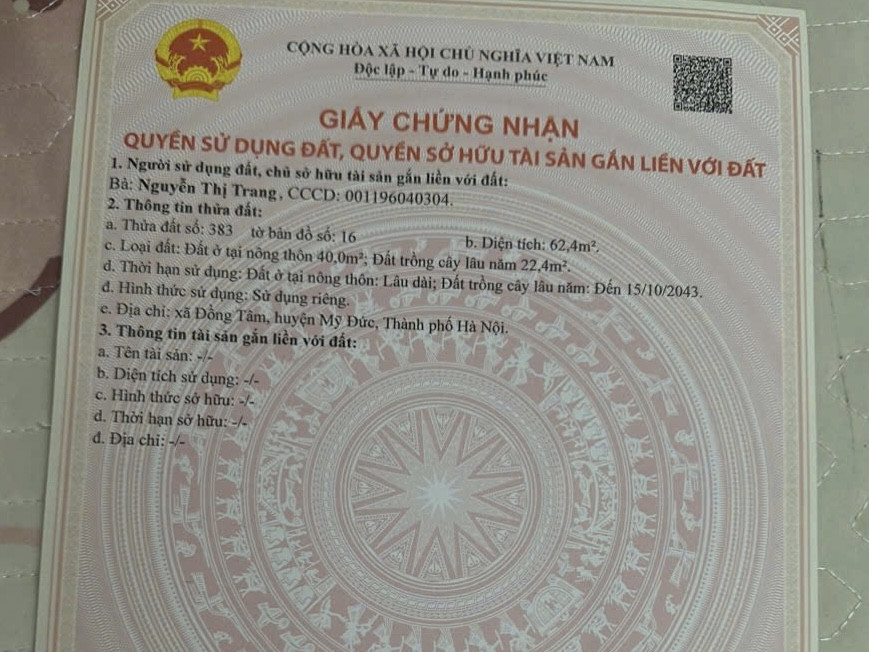 CỘNG HÒA XÃ HỘI CHỦ NGHĨA VIỆT NAM
Độc lập - Tự do - Hạnh phúc
GIẤY CHỨNG NHẬN
QUYỀN SỬ DỤNG ĐẤT, QUYỀN SỞ HỮU TÀI SẢN GẮN LIỀN VỚI ĐẤT
1. Người sử dụng đất, chủ sở hữu tài sản gắn liền với đất:
Bà: Nguyễn Thị Trang, CCCD: 001196040304.
2. Thông tin thửa đất:
a. Thửa đất số: 383 tờ bản đồ số: 16 b. Diện tích: 62,4m².
c. Loại đất: Đất ở tại nông thôn 40,0m²; Đất trồng cây lâu năm 22,4m².
d. Thời hạn sử dụng: Đất ở tại nông thôn: Lâu dài; Đất trồng cây lâu năm: Đến 15/10/2043.
đ. Hình thức sử dụng: Sử dụng riêng.
e. Địa chỉ: xã Đồng Tâm, huyện Mỹ Đức, Thành phố Hà Nội.
3. Thông tin tài sản gắn liền với đất:
a. Tên tài sản: -/-
b. Diện tích sử dụng: -/-
c. Hình thức sở hữu: -/-
d. Thời hạn sở hữu: -/-
đ. Địa chỉ: -/-